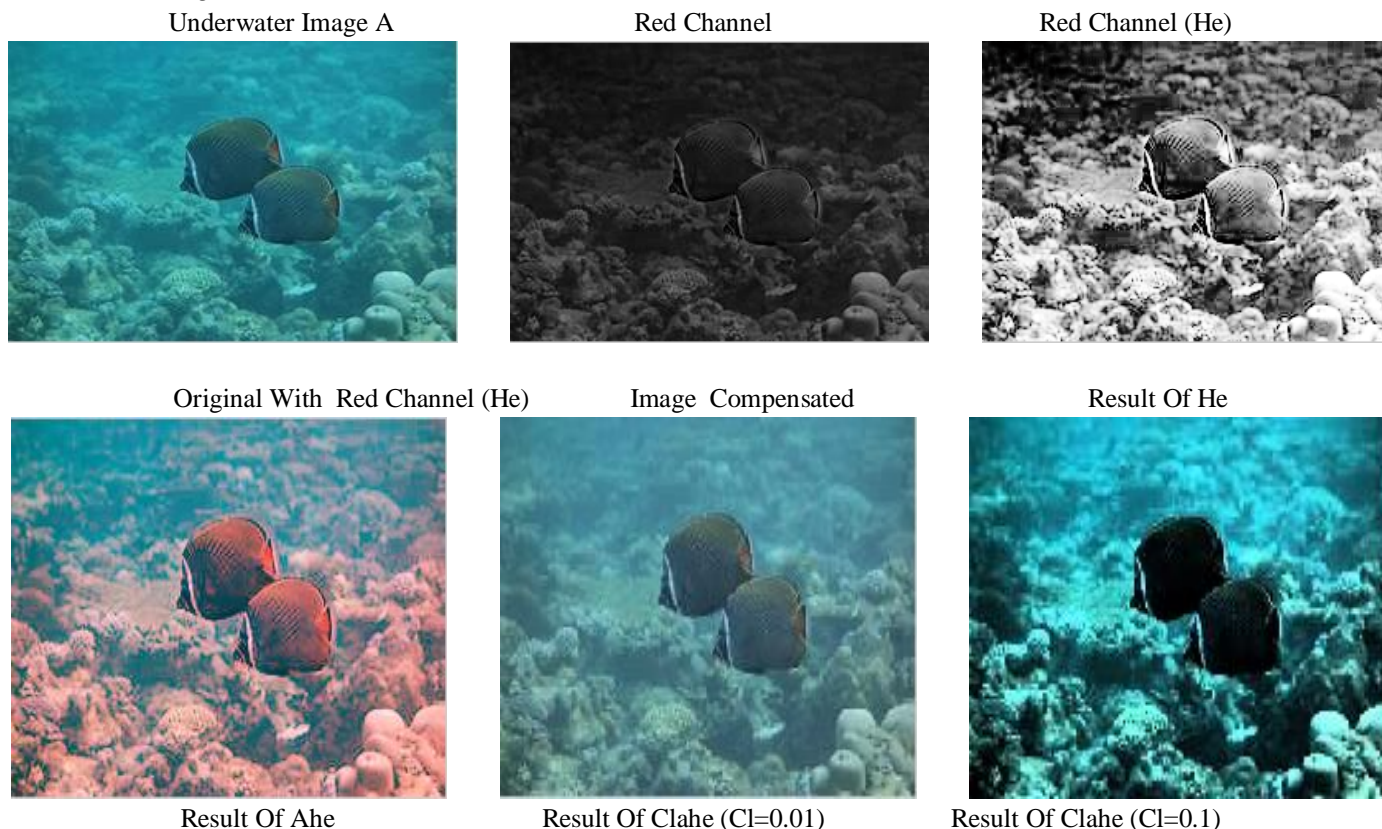 Underwater Image A Red Channel Red Channel (He)
Original With Red Channel (He) Image Compensated Result Of He
Result Of Ahe Result Of Clahe (Cl=0.01) Result Of Clahe (Cl=0.1)